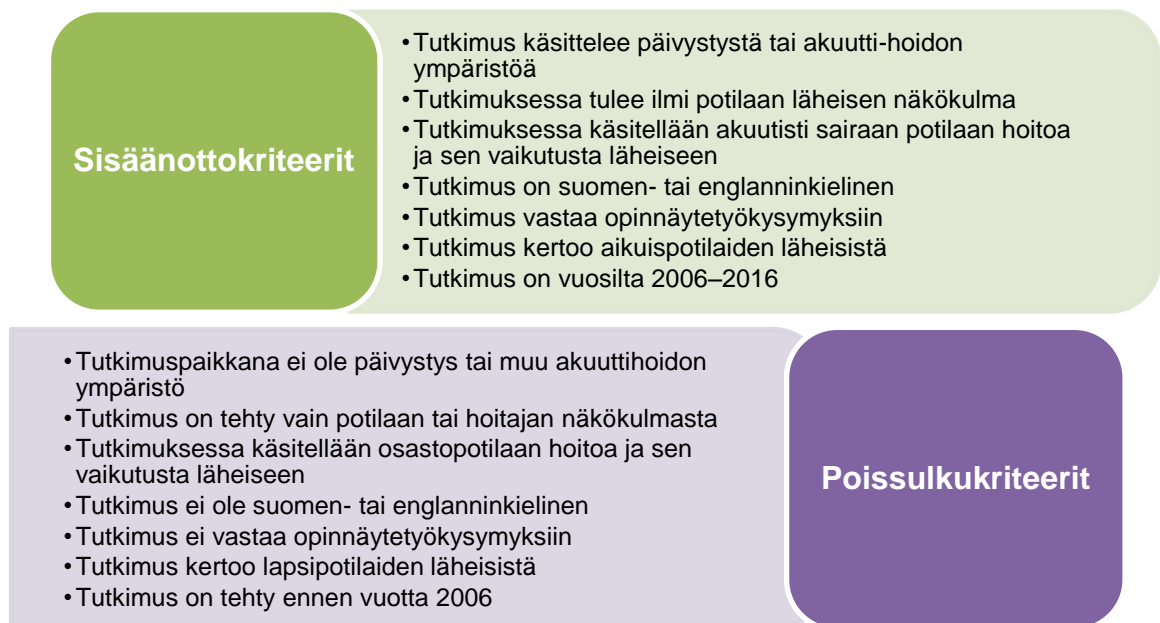 Sisäänottokriteerit
•Tutkimus käsittelee päivystystä tai akuutti-hoidon
ympäristöä
•Tutkimuksessa tulee ilmi potilaan läheisen näkökulma
•Tutkimuksessa käsitellään akuutisti sairaan potilaan hoitoa
ja sen vaikutusta läheiseen
•Tutkimus on suomen- tai englanninkielinen
•Tutkimus vastaa opinnäytetyökysymyksiin
•Tutkimus kertoo aikuispotilaiden läheisistä
•Tutkimus on vuosilta 2006–2016
•Tutkimuspaikkana ei ole päivystys tai muu akuuttihoidon
ympäristö
•Tutkimus on tehty vain potilaan tai hoitajan näkökulmasta
•Tutkimuksessa käsitellään osastopotilaan hoitoa ja sen
vaikutusta läheiseen
•Tutkimus ei ole suomen- tai englanninkielinen
•Tutkimus ei vastaa opinnäytetyökysymyksiin
•Tutkimus kertoo lapsipotilaiden läheisistä
•Tutkimus on tehty ennen vuotta 2006
Poissulkukriteerit